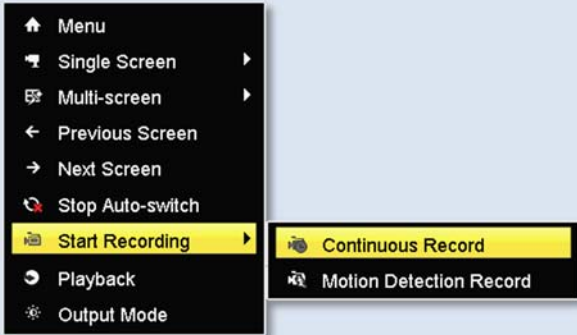 Menu
Single Screen
Multi-screen
Previous Screen
Next Screen
Stop Auto-switch
Start Recording
Continuous Record
Playback
Motion Detection Record
Output Mode